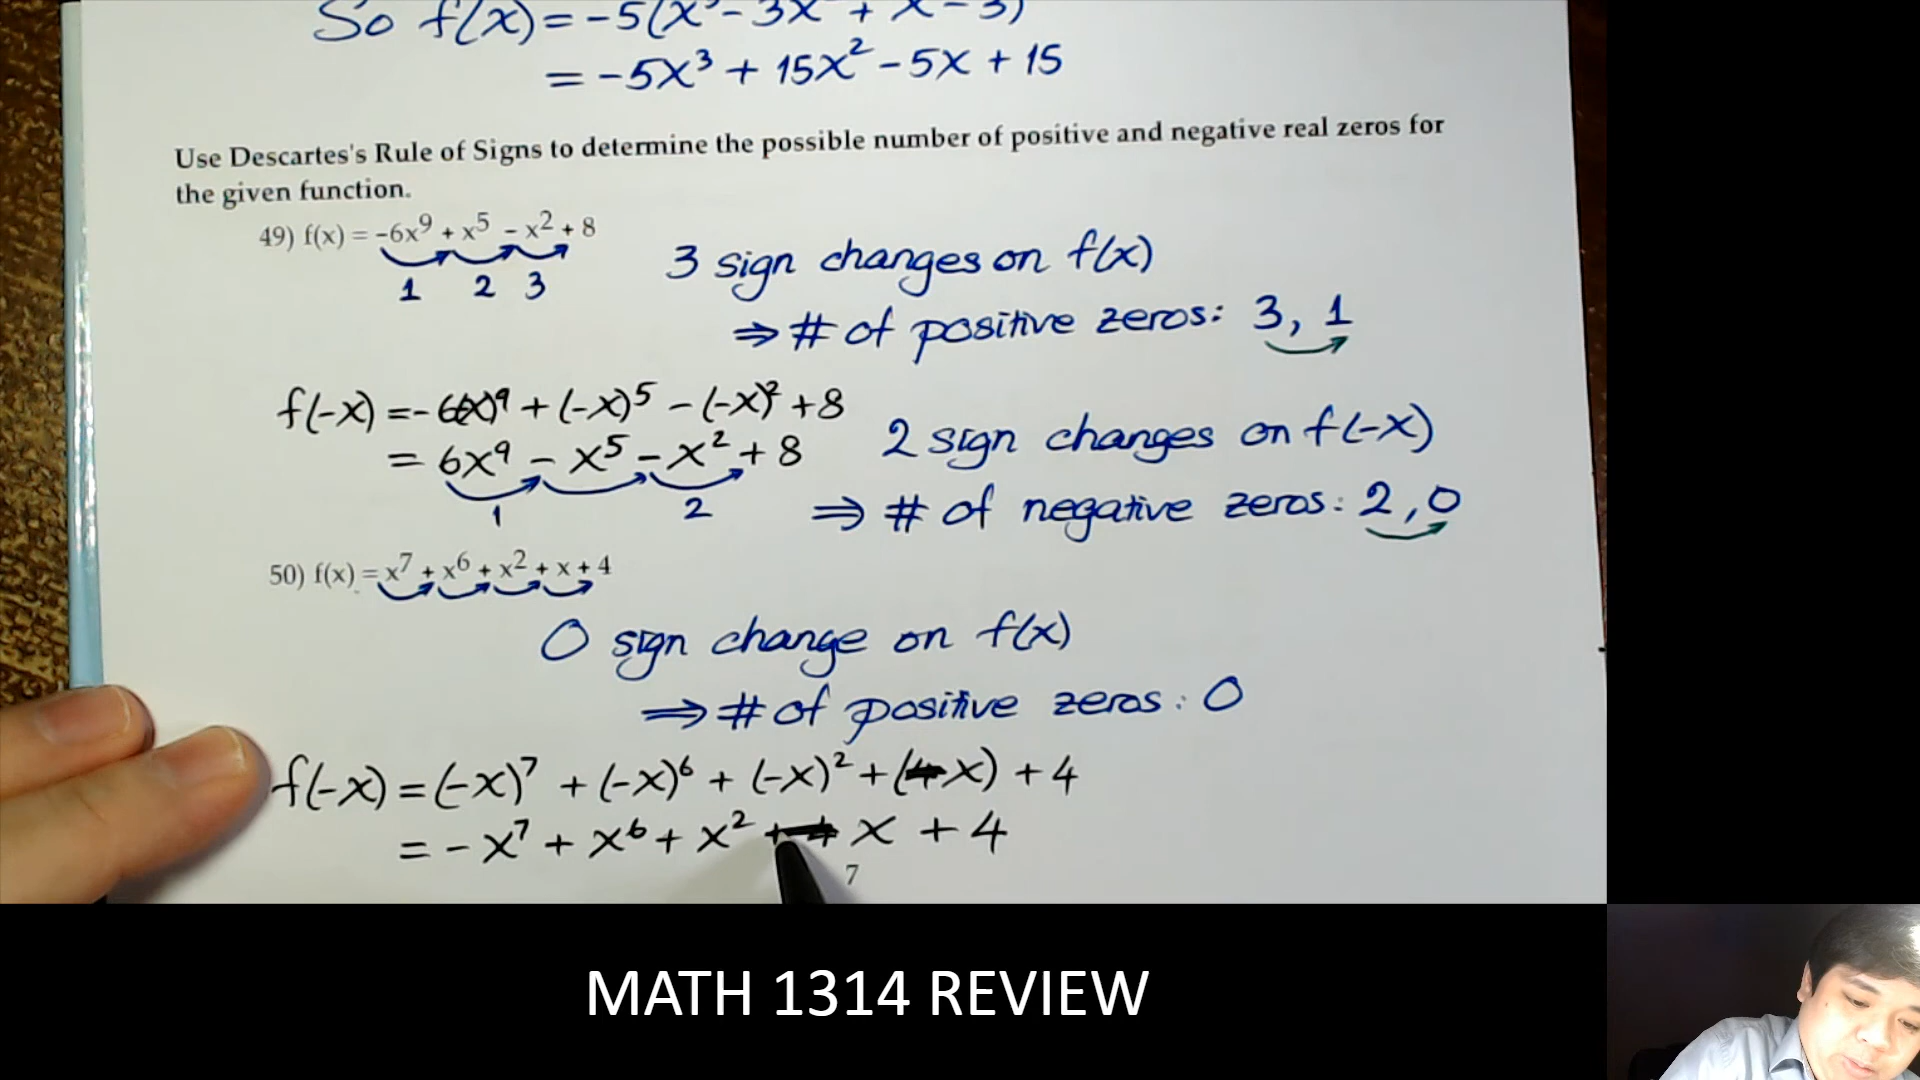 So f(x) = -5(x³ - 3x² + x - 3)
= -5x³ + 15x² - 5x + 15
Use Descartes's Rule of Signs to determine the possible number of positive and negative real zeros for
the given function.
49) f(x) = -6x⁹ + x⁵ - x² + 8
1 2 3
3 sign changes on f(x)
⇒ # of positive zeros: 3, 1
f(-x) = -6(-x)⁹ + (-x)⁵ - (-x)² + 8
= 6x⁹ - x⁵ - x² + 8
1 2
2 sign changes on f(-x)
⇒ # of negative zeros: 2, 0
50) f(x) = x⁷ + x⁶ + x² + x + 4
0 sign change on f(x)
⇒ # of positive zeros: 0
f(-x) = (-x)⁷ + (-x)⁶ + (-x)² + (-x) + 4
= -x⁷ + x⁶ + x² - x + 4
7
MATH 1314 REVIEW